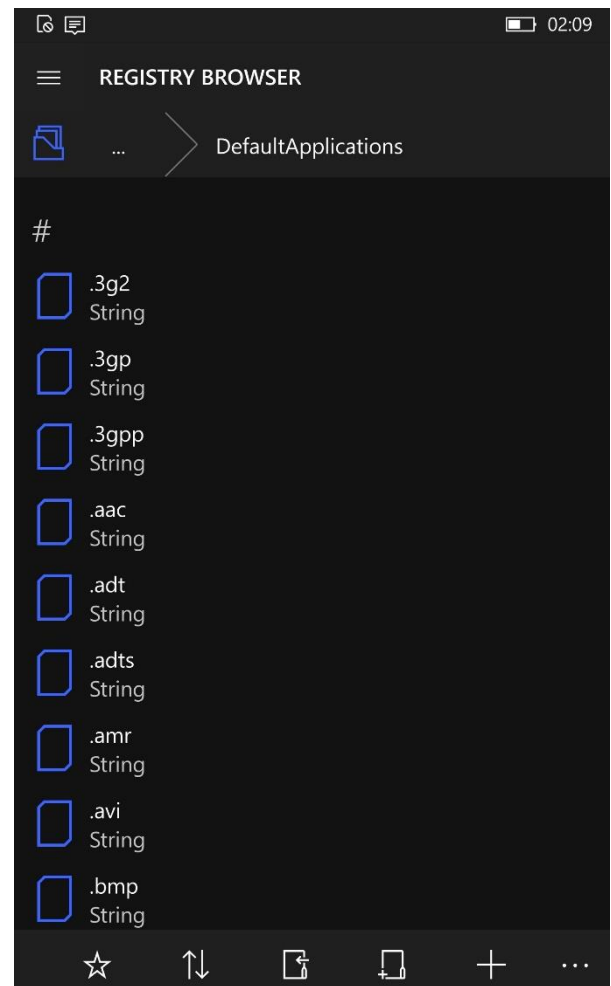 02:09
REGISTRY BROWSER
... DefaultApplications
#
.3g2
String
.3gp
String
.3gpp
String
.aac
String
.adt
String
.adts
String
.amr
String
.avi
String
.bmp
String
...